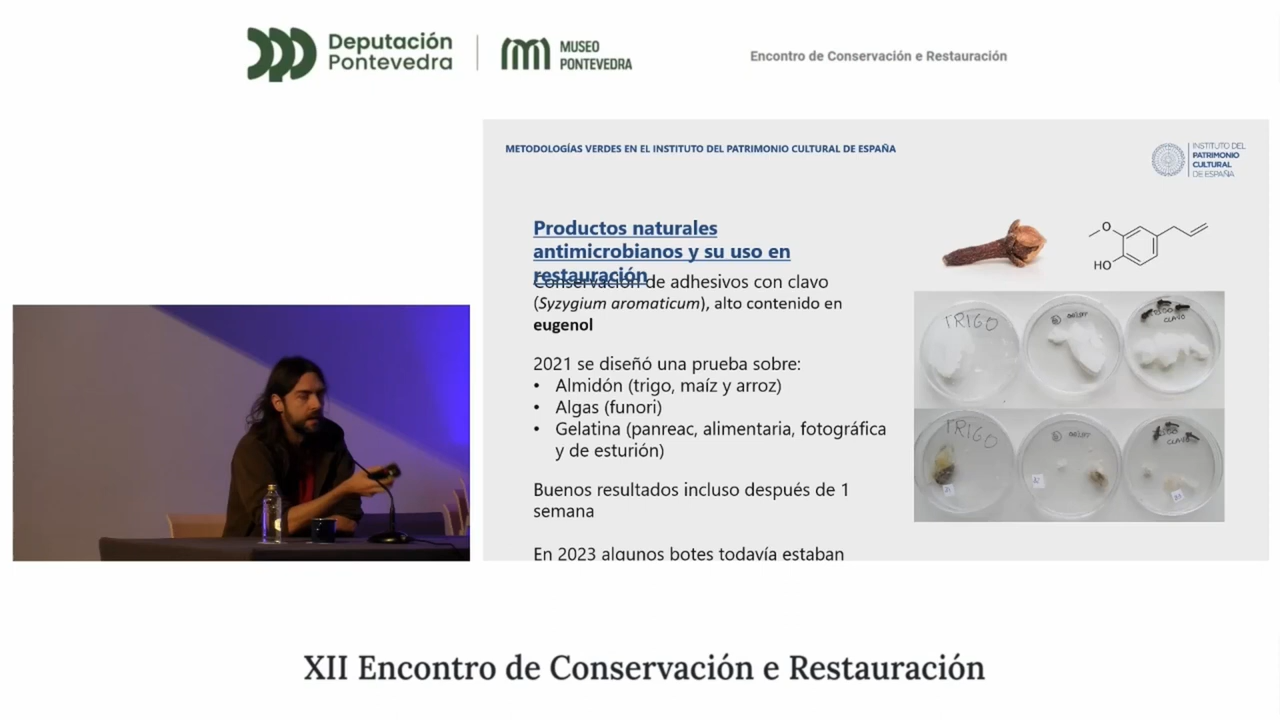 Deputación
Pontevedra
MUSEO
PONTEVEDRA
Encontro de Conservación e Restauración
METODOLOGÍAS VERDES EN EL INSTITUTO DEL PATRIMONIO CULTURAL DE ESPAÑA
INSTITUTO DEL
PATRIMONIO
CULTURAL
DE ESPAÑA
Productos naturales
antimicrobianos y su uso en
restauración
Conservación de adhesivos con clavo
(Syzygium aromaticum), alto contenido en
eugenol
2021 se diseñó una prueba sobre:
• Almidón (trigo, maíz y arroz)
• Algas (funori)
• Gelatina (panreac, alimentaria, fotográfica
y de esturión)
Buenos resultados incluso después de 1
semana
En 2023 algunos botes todavía estaban
O
HO
TRIGO
CLAVO
TRIGO
CLAVO
XII Encontro de Conservación e Restauración